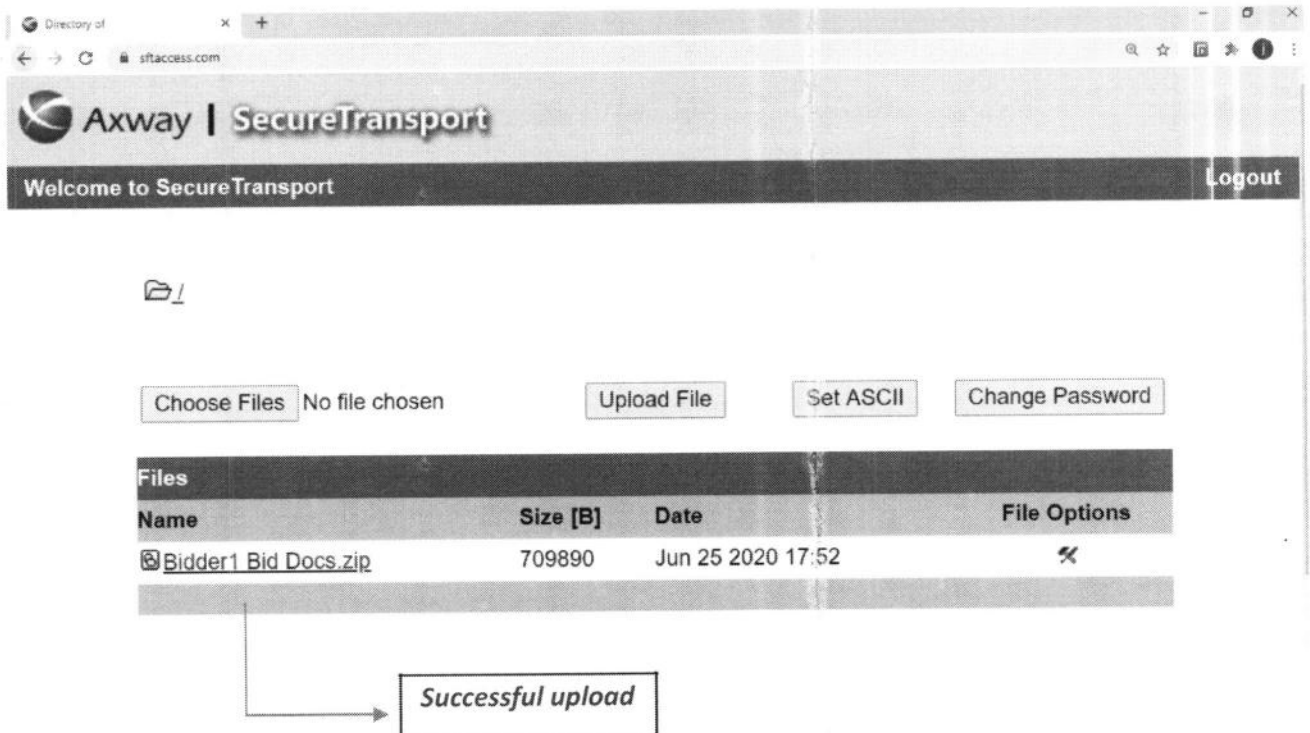 Directory of
sftaccess.com
Axway | SecureTransport
Welcome to SecureTransport Logout
/
Choose Files No file chosen Upload File Set ASCII Change Password
Files
Name Size [B] Date File Options
Bidder1 Bid Docs.zip 709890 Jun 25 2020 17:52
Successful upload